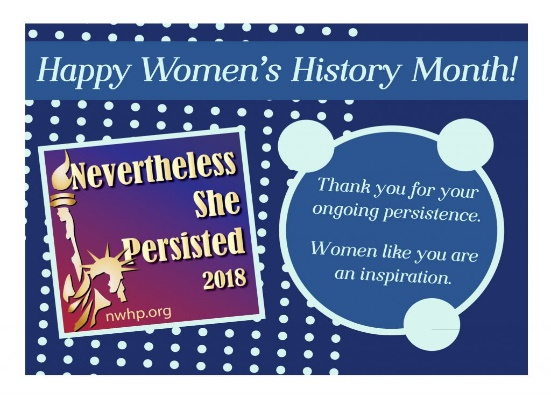 Happy Women's History Month!
Nevertheless
She
Persisted
2018
nwhp.org
Thank you for your
ongoing persistence.
Women like you are
an inspiration.